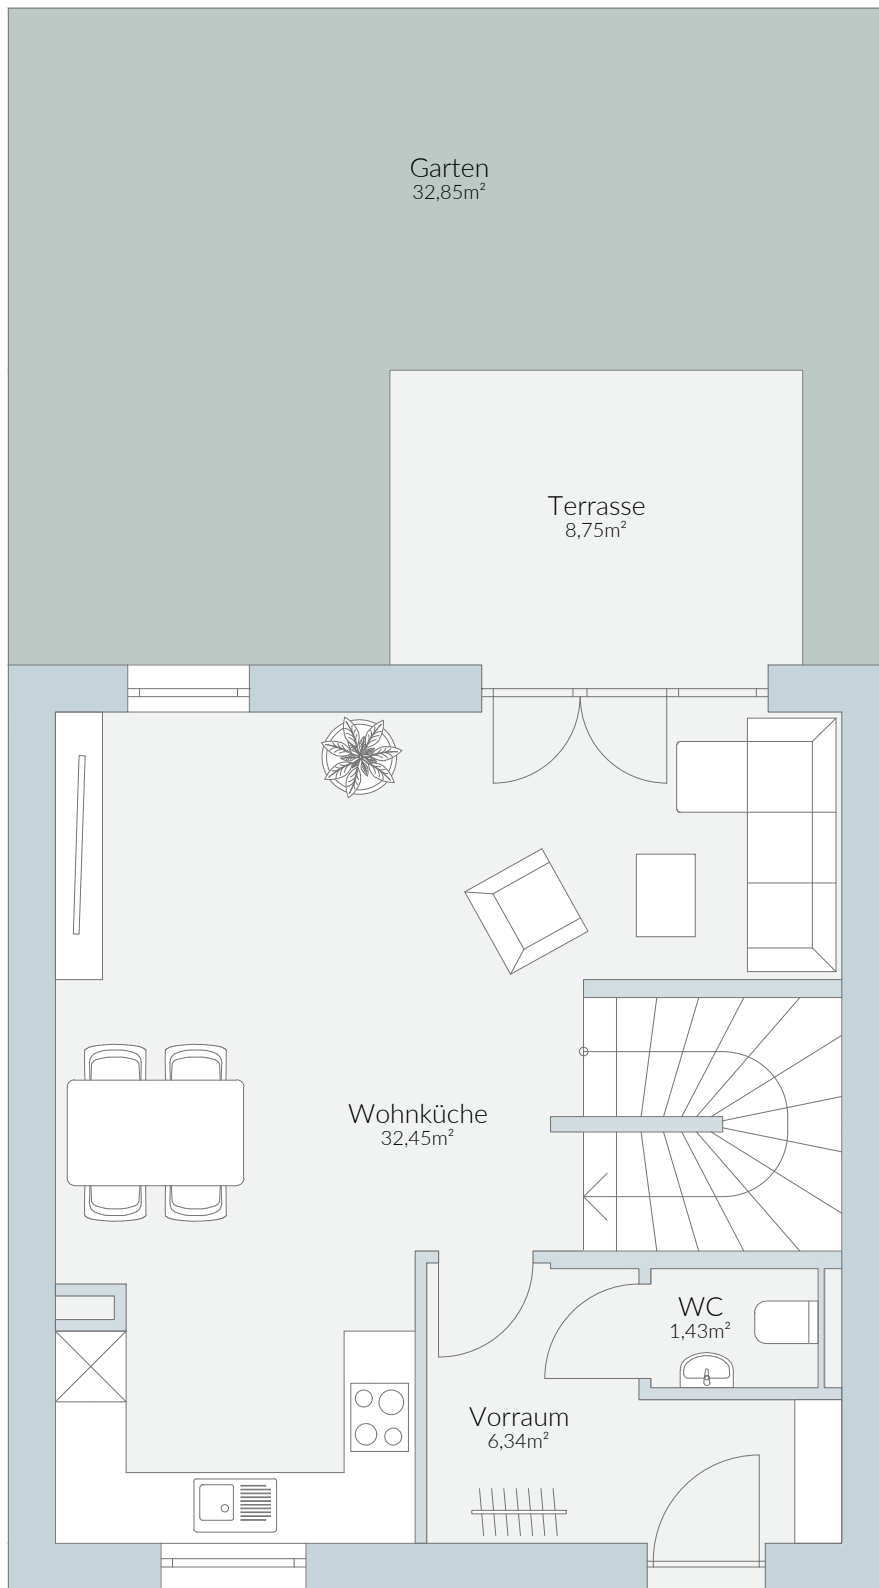 Garten
32,85m²
Terrasse
8,75m²
Wohnküche
32,45m²
WC
1,43m²
Vorraum
6,34m²